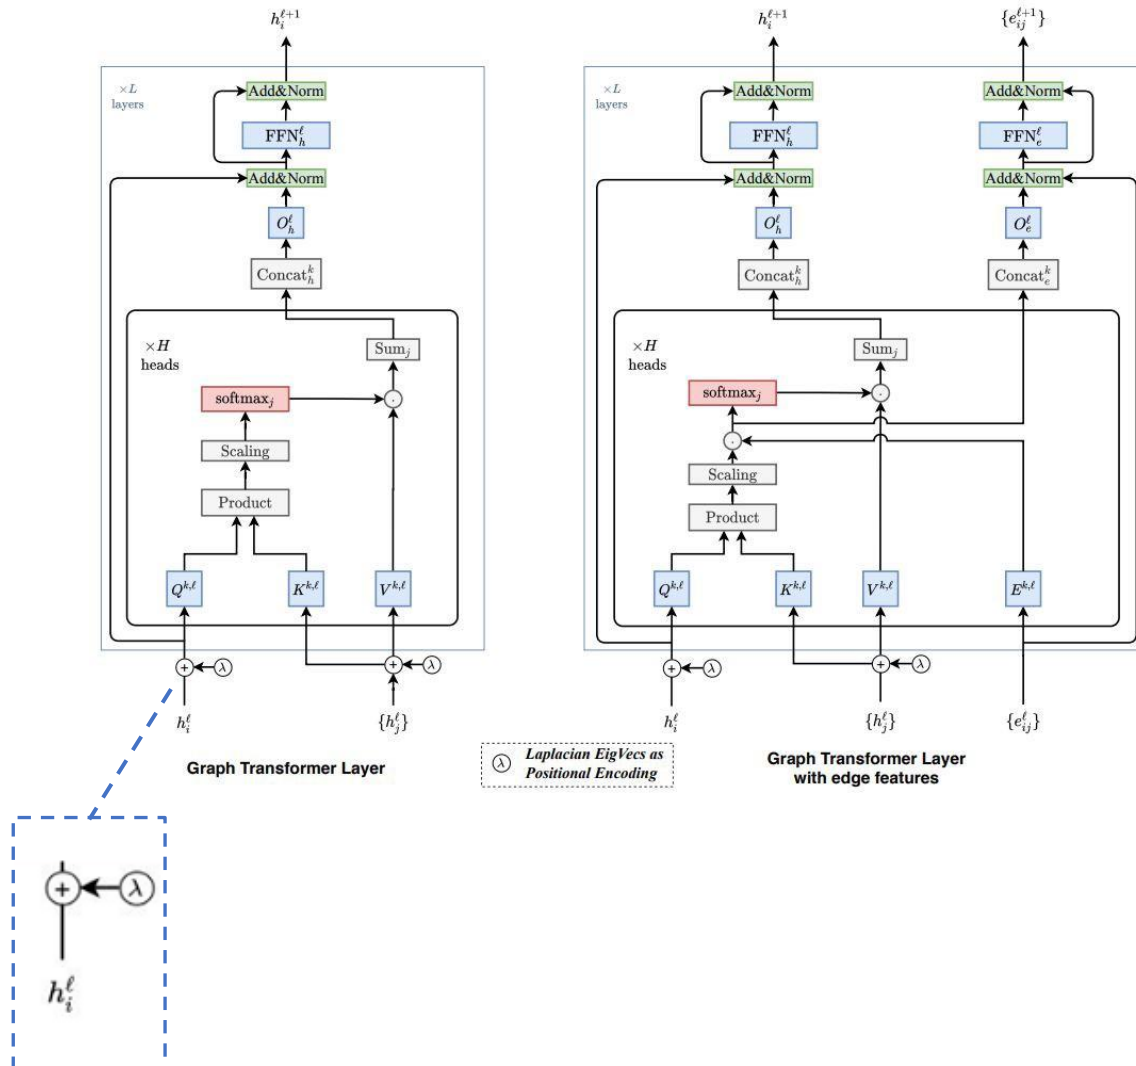 h_i^{ℓ+1}
×L
layers
Add&Norm
FFN_h^ℓ
Add&Norm
O_h^ℓ
Concat_h^k
×H
heads
Sum_j
softmax_j
.
Scaling
Product
Q^{k,ℓ} K^{k,ℓ} V^{k,ℓ}
+ λ + λ
h_i^ℓ {h_j^ℓ}
Graph Transformer Layer
h_i^{ℓ+1} {e_{ij}^{ℓ+1}}
×L
layers
Add&Norm Add&Norm
FFN_h^ℓ FFN_e^ℓ
Add&Norm Add&Norm
O_h^ℓ O_e^ℓ
Concat_h^k Concat_e^k
×H
heads
Sum_j
softmax_j .
.
Scaling
Product
Q^{k,ℓ} K^{k,ℓ} V^{k,ℓ} E^{k,ℓ}
+ λ + λ
h_i^ℓ {h_j^ℓ} {e_{ij}^ℓ}
Graph Transformer Layer
with edge features
λ Laplacian EigVecs as
Positional Encoding
+ λ
h_i^ℓ